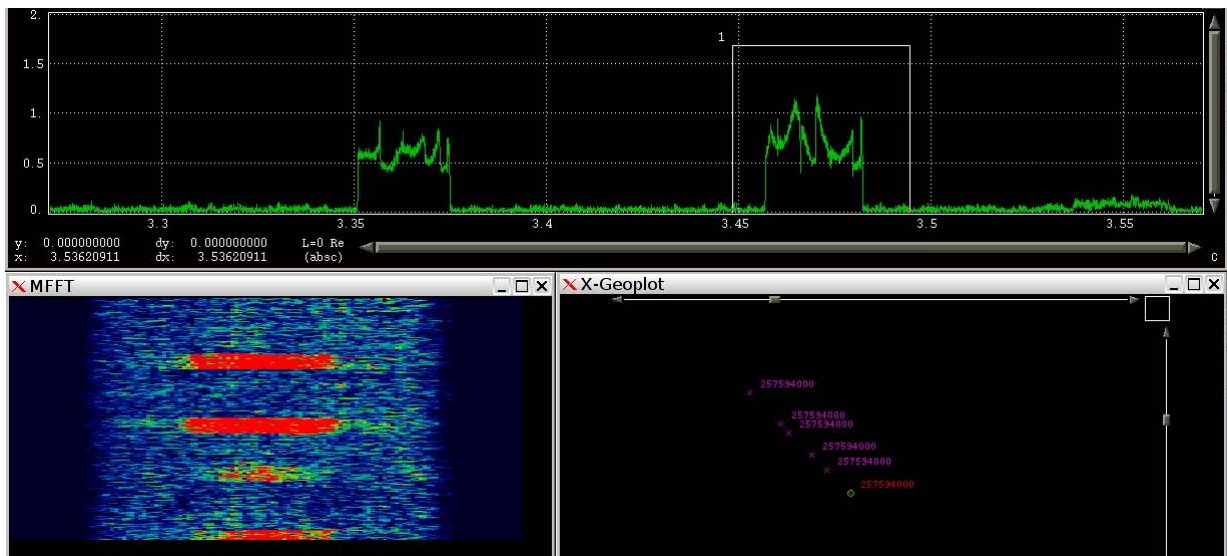 2.
1
1.5
1.
0.5
0.
3.3 3.35 3.4 3.45 3.5 3.55
y: 0.000000000 dy: 0.000000000 L=0 Re
x: 3.53620911 dx: 3.53620911 (absc) C
MFFT
X-Geoplot
257594000
257594000
257594000
257594000
257594000
257594000